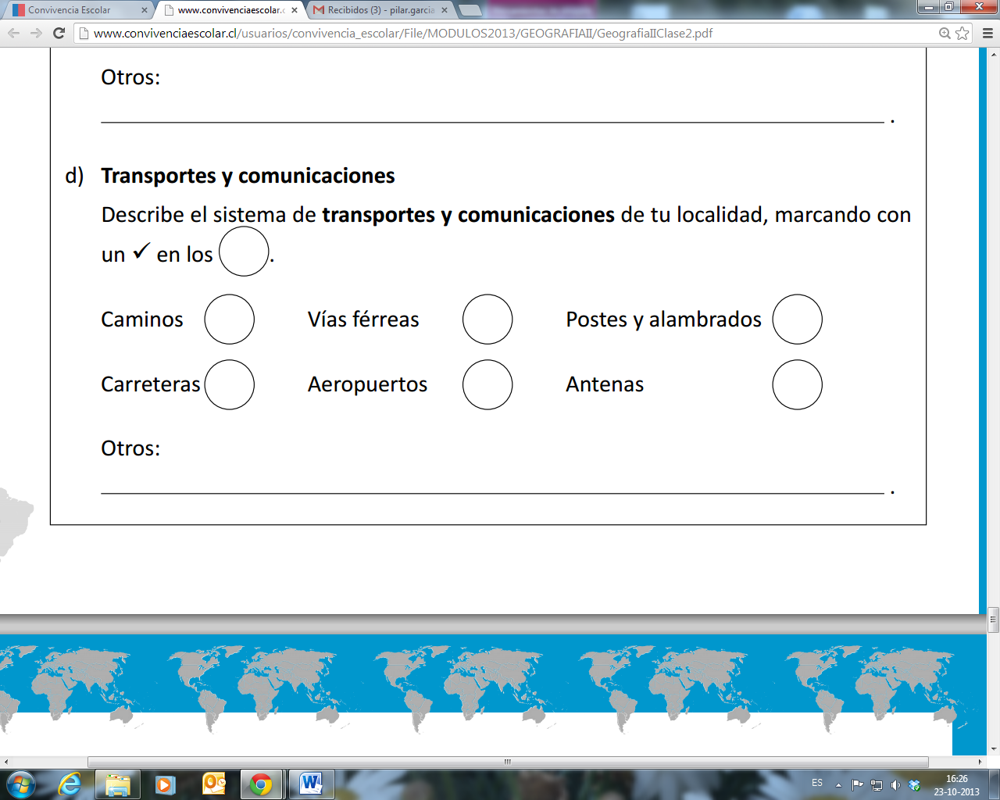 Convivencia Escolar
www.convivenciaescolar.c
Recibidos (3) - pilar.garcia
www.convivenciaescolar.cl/usuarios/convivencia_escolar/File/MODULOS2013/GEOGRAFIAII/GeografiaIIClase2.pdf
Otros:
.
d) Transportes y comunicaciones
Describe el sistema de transportes y comunicaciones de tu localidad, marcando con
un ✓ en los .
Caminos Vías férreas Postes y alambrados
Carreteras Aeropuertos Antenas
Otros:
.
ES
16:26
23-10-2013